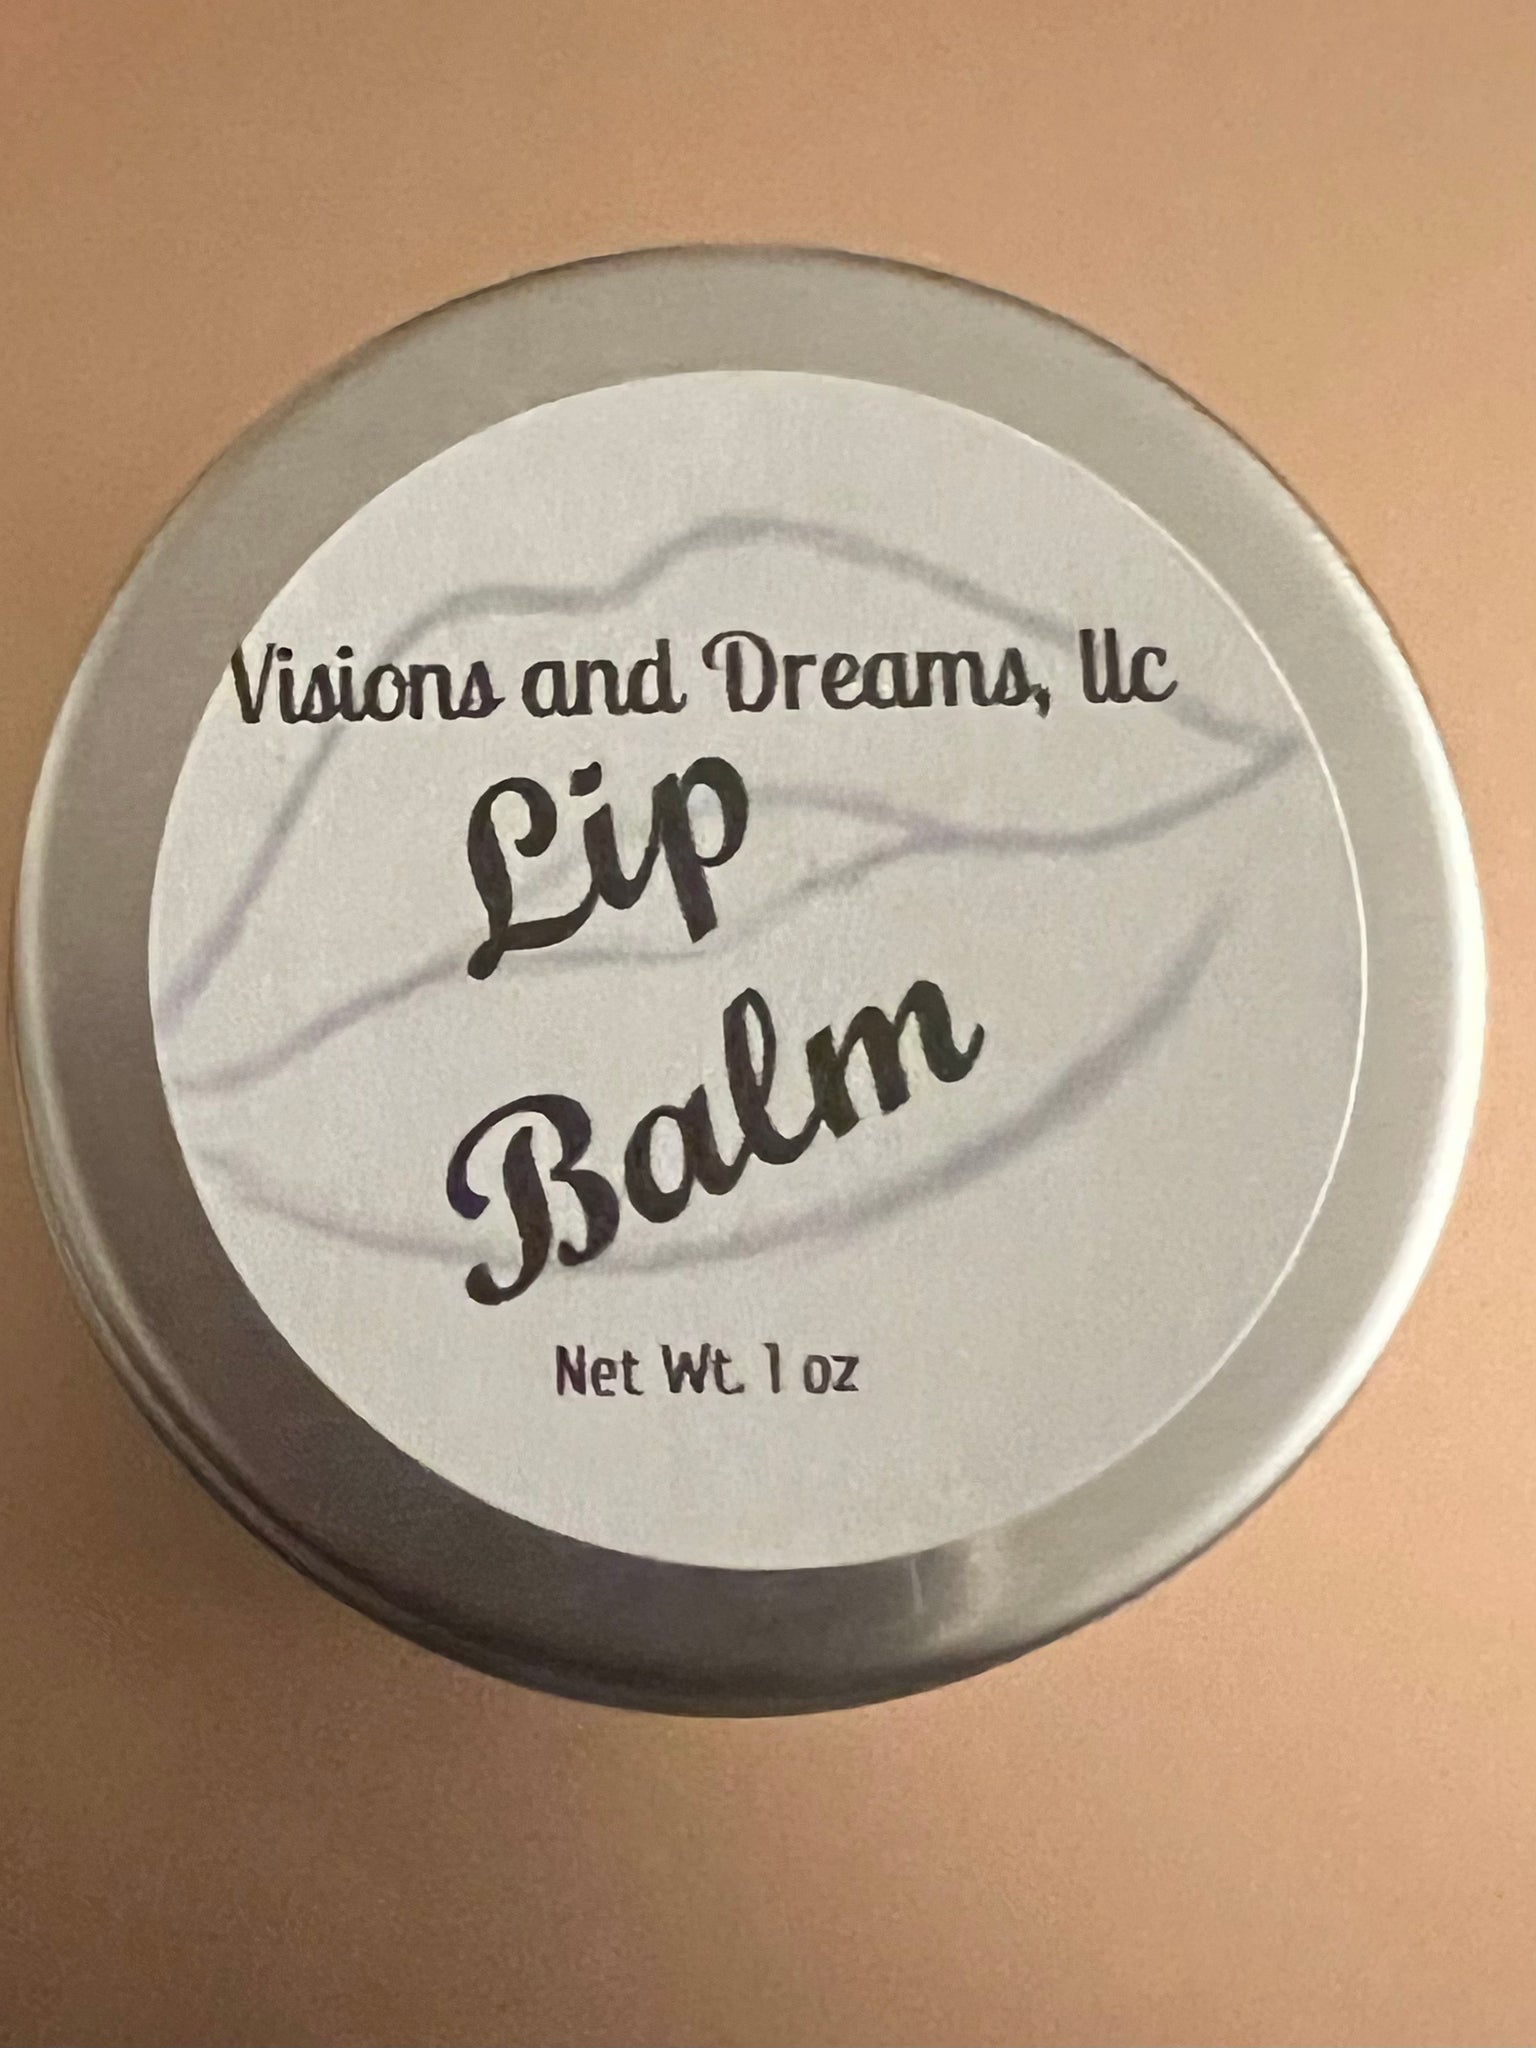 Visions and Dreams, llc
Lip
Balm
Net Wt. 1 oz